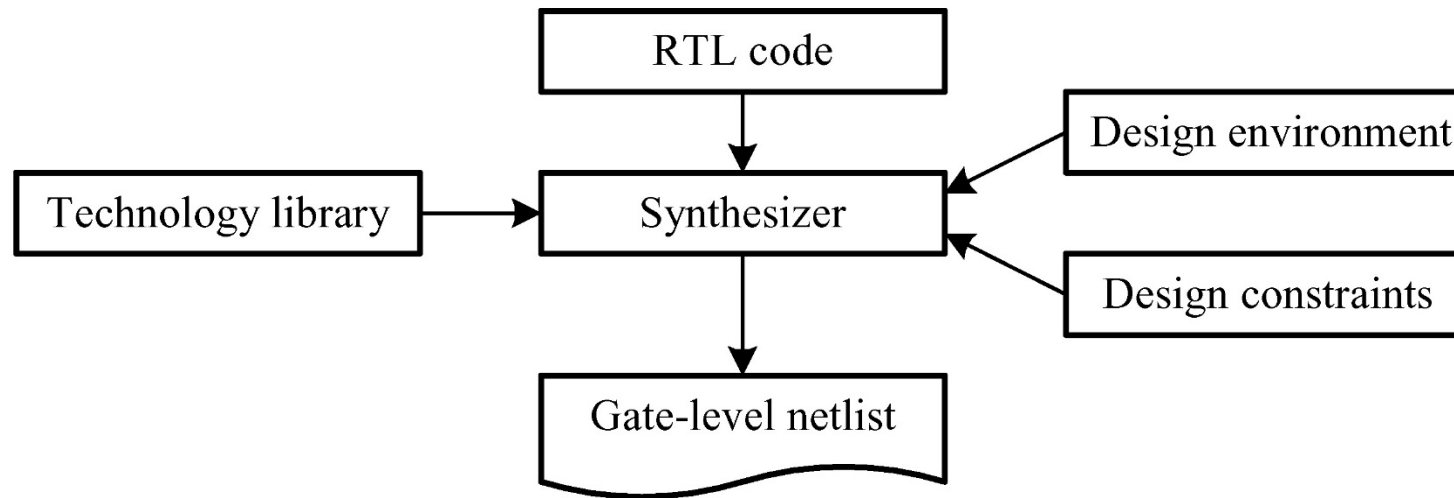 RTL code
Design environment
Technology library
Synthesizer
Design constraints
Gate-level netlist